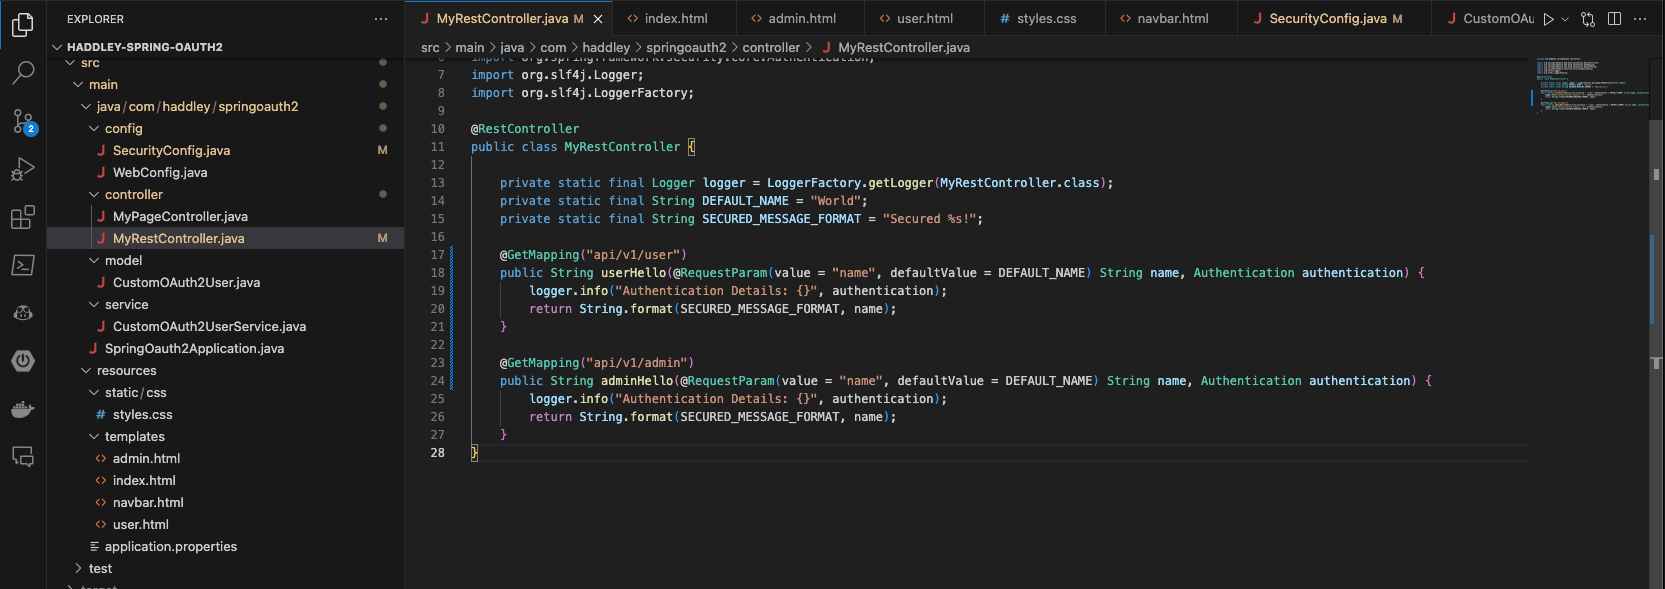 EXPLORER
HADDLEY-SPRING-OAUTH2
src
main
java/com/haddley/springoauth2
config
SecurityConfig.java M
WebConfig.java
controller
MyPageController.java
MyRestController.java M
model
CustomOAuth2User.java
service
CustomOAuth2UserService.java
SpringOauth2Application.java
resources
static/css
styles.css
templates
admin.html
index.html
navbar.html
user.html
application.properties
test
target
2
MyRestController.java M
index.html
admin.html
user.html
styles.css
navbar.html
SecurityConfig.java M
CustomOAu
src > main > java > com > haddley > springoauth2 > controller > MyRestController.java
6 import org.springframework.security.core.Authentication;
7 import org.slf4j.Logger;
8 import org.slf4j.LoggerFactory;
9
10 @RestController
11 public class MyRestController {
12
13 private static final Logger logger = LoggerFactory.getLogger(MyRestController.class);
14 private static final String DEFAULT_NAME = "World";
15 private static final String SECURED_MESSAGE_FORMAT = "Secured %s!";
16
17 @GetMapping("api/v1/user")
18 public String userHello(@RequestParam(value = "name", defaultValue = DEFAULT_NAME) String name, Authentication authentication) {
19 logger.info("Authentication Details: {}", authentication);
20 return String.format(SECURED_MESSAGE_FORMAT, name);
21 }
22
23 @GetMapping("api/v1/admin")
24 public String adminHello(@RequestParam(value = "name", defaultValue = DEFAULT_NAME) String name, Authentication authentication) {
25 logger.info("Authentication Details: {}", authentication);
26 return String.format(SECURED_MESSAGE_FORMAT, name);
27 }
28 }